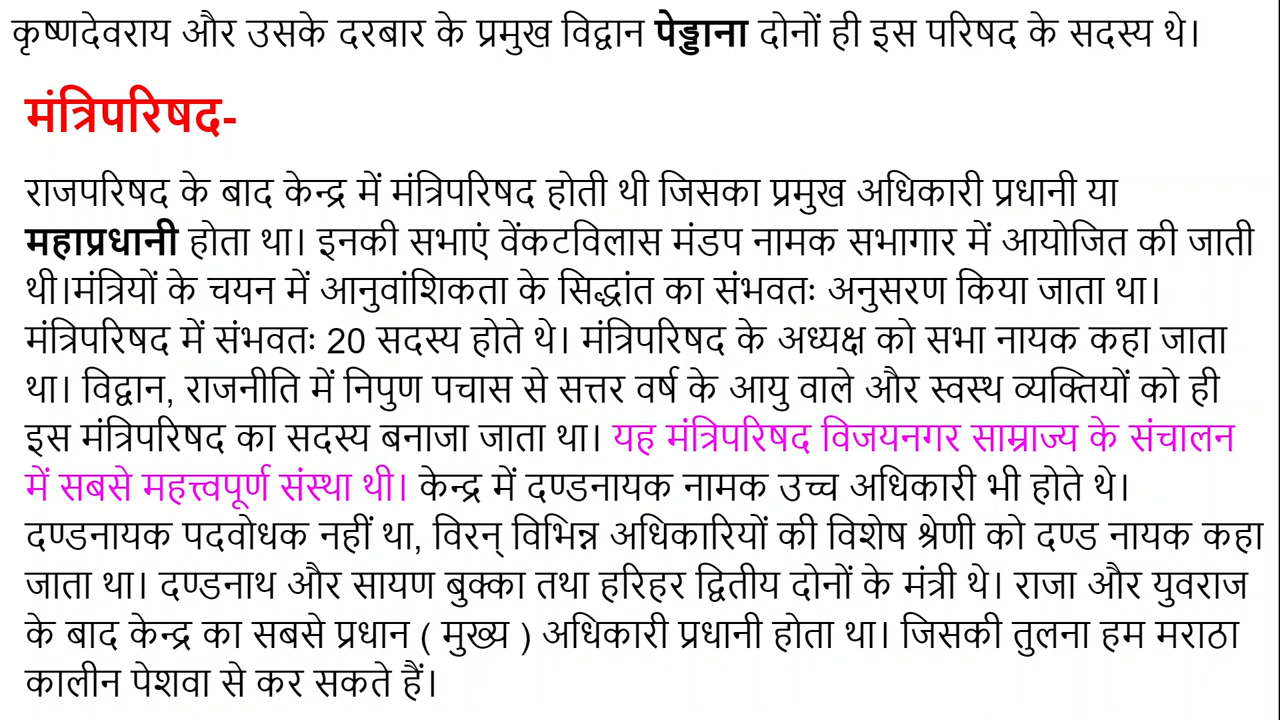 कृष्णदेवराय और उसके दरबार के प्रमुख विद्वान पेड्डाना दोनों ही इस परिषद के सदस्य थे।
मंत्रिपरिषद-
राजपरिषद के बाद केन्द्र में मंत्रिपरिषद होती थी जिसका प्रमुख अधिकारी प्रधानी या
महाप्रधानी होता था। इनकी सभाएं वेंकटविलास मंडप नामक सभागार में आयोजित की जाती
थी।मंत्रियों के चयन में आनुवांशिकता के सिद्धांत का संभवतः अनुसरण किया जाता था।
मंत्रिपरिषद में संभवतः 20 सदस्य होते थे। मंत्रिपरिषद के अध्यक्ष को सभा नायक कहा जाता
था। विद्वान, राजनीति में निपुण पचास से सत्तर वर्ष के आयु वाले और स्वस्थ व्यक्तियों को ही
इस मंत्रिपरिषद का सदस्य बनाजा जाता था। यह मंत्रिपरिषद विजयनगर साम्राज्य के संचालन
में सबसे महत्त्वपूर्ण संस्था थी। केन्द्र में दण्डनायक नामक उच्च अधिकारी भी होते थे।
दण्डनायक पदवोधक नहीं था, विरन् विभिन्न अधिकारियों की विशेष श्रेणी को दण्ड नायक कहा
जाता था। दण्डनाथ और सायण बुक्का तथा हरिहर द्वितीय दोनों के मंत्री थे। राजा और युवराज
के बाद केन्द्र का सबसे प्रधान ( मुख्य ) अधिकारी प्रधानी होता था। जिसकी तुलना हम मराठा
कालीन पेशवा से कर सकते हैं।